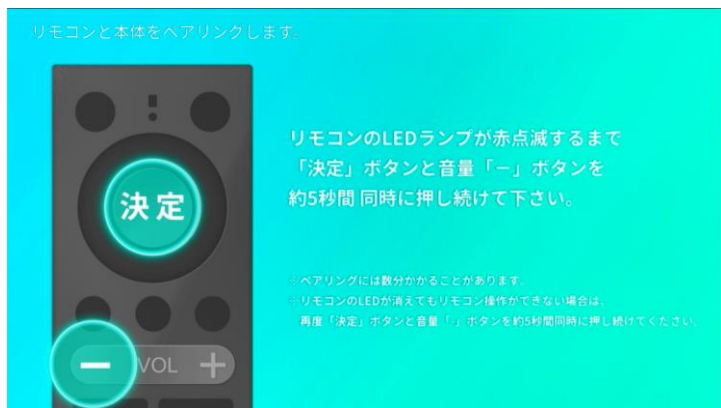 リモコンと本体をペアリングします。
リモコンのLEDランプが赤点滅するまで
「決定」ボタンと音量「－」ボタンを
約5秒間 同時に押し続けて下さい。
決定
※ペアリングには数分かかることがあります。
※リモコンのLEDが消えてもリモコン操作ができない場合は、
再度「決定」ボタンと音量「-」ボタンを約5秒間同時に押し続けてください。
－ VOL ＋